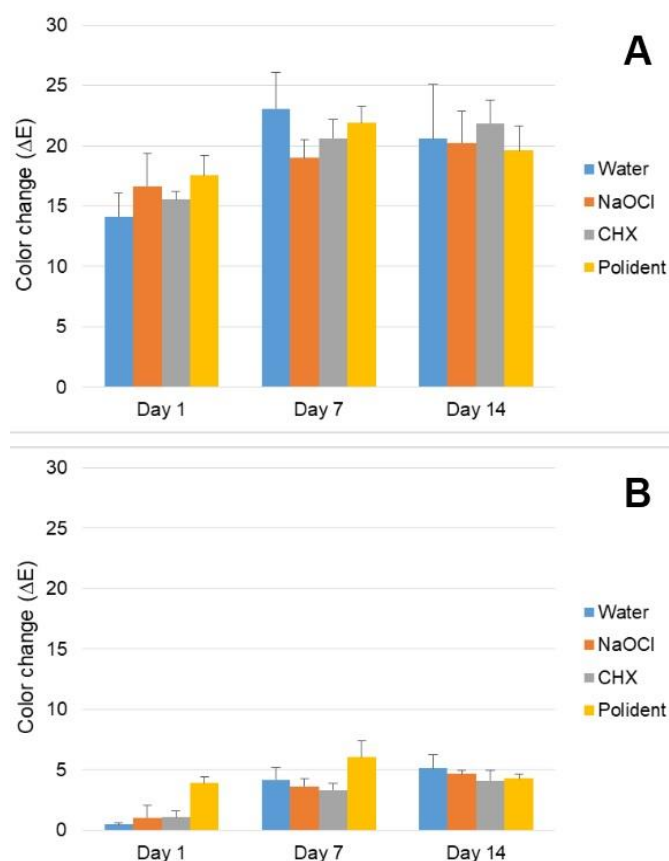 A
Color change (ΔE)
30
25
20
15
10
5
0
Day 1 Day 7 Day 14
Water
NaOCl
CHX
Polident
B
Color change (ΔE)
30
25
20
15
10
5
0
Day 1 Day 7 Day 14
Water
NaOCl
CHX
Polident